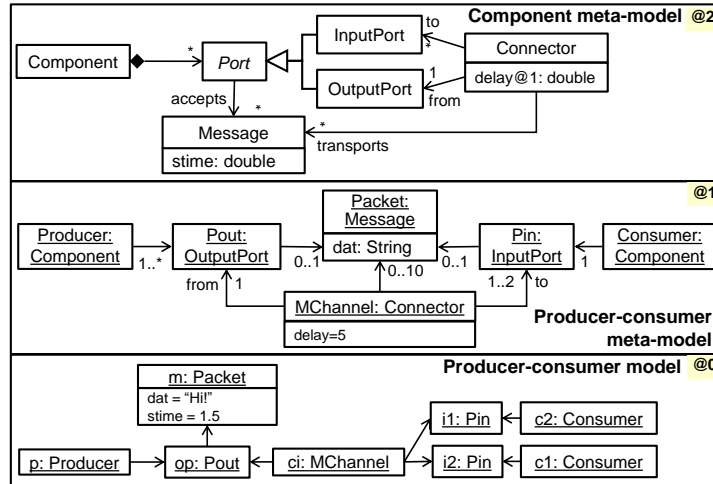 Component meta-model @2
Component
*
Port
InputPort
to
*
Connector
delay@1: double
OutputPort
1
from
accepts
*
Message
stime: double
*
transports
@1
Producer:
Component
1..*
Pout:
OutputPort
0..1
Packet:
Message
dat: String
0..10
0..1
Pin:
InputPort
1
Consumer:
Component
from
1
1..2
to
MChannel: Connector
delay=5
Producer-consumer
meta-model
Producer-consumer model @0
m: Packet
dat = “Hi!”
stime = 1.5
i1: Pin
c2: Consumer
p: Producer
op: Pout
ci: MChannel
i2: Pin
c1: Consumer